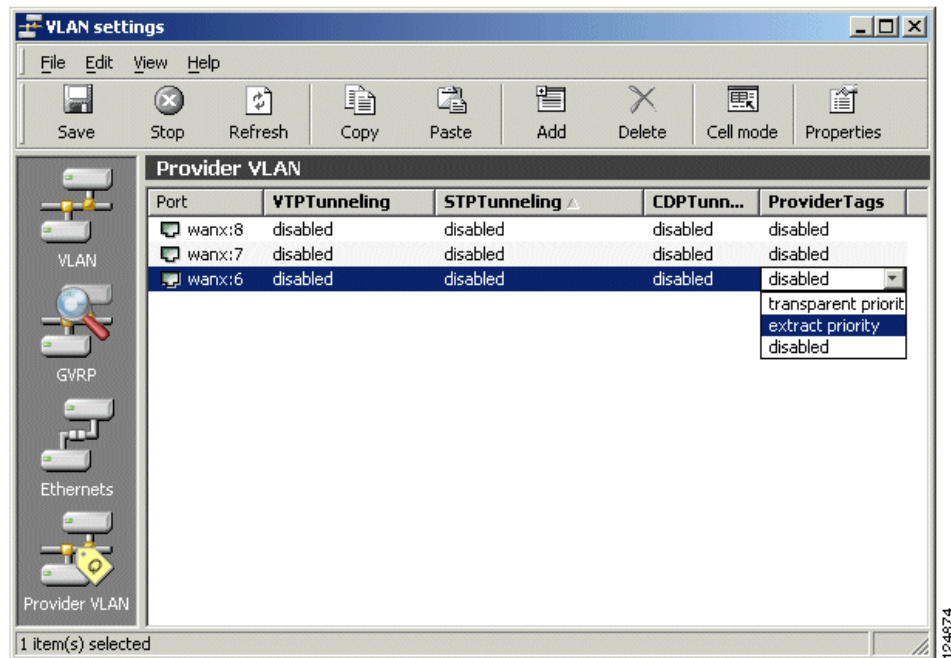 VLAN settings
File Edit View Help
Save Stop Refresh Copy Paste Add Delete Cell mode Properties
Provider VLAN
Port VTPTunneling STPTunneling CDPTunn... ProviderTags
wanx:8 disabled disabled disabled disabled
wanx:7 disabled disabled disabled disabled
wanx:6 disabled disabled disabled disabled
transparent priorit
extract priority
disabled
VLAN
GVRP
Ethernets
Q
Provider VLAN
1 item(s) selected
124874